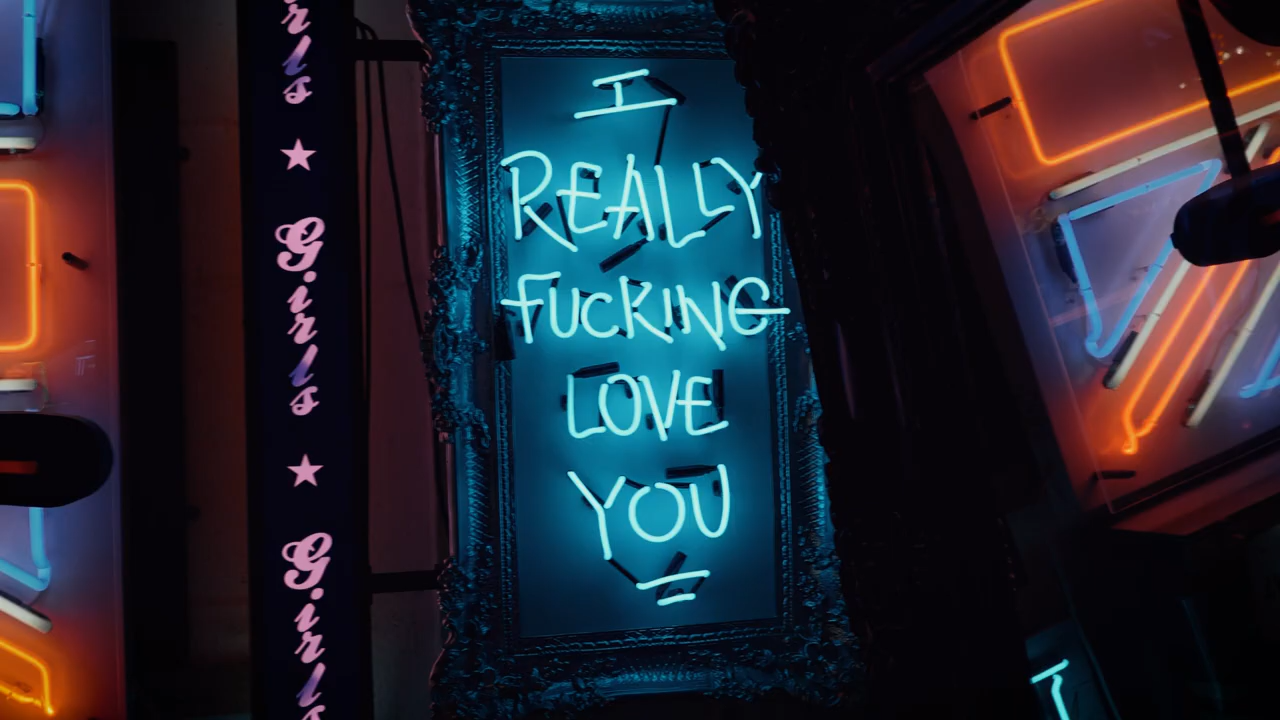 Girls ★ Girls ★ Girls
I
REALLY
FUCKING
LOVE
YOU